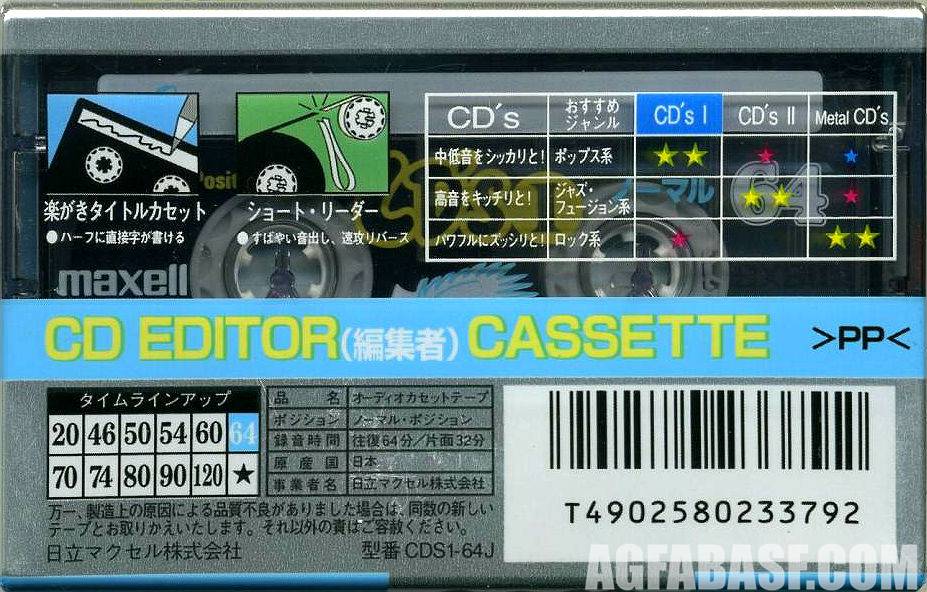 CD's おすすめジャンル CD's I CD's II Metal CD's
中低音をシッカリと! ポップス系 ★★ ★ ★
高音をキッチリと! ジャズ・フュージョン系 ★★ ★
パワフルにズッシリと! ロック系 ★ ★★
Posit
ノーマル
64
楽がきタイトルカセット
●ハーフに直接字が書ける
ショート・リーダー
●すばやい音出し、速攻リバース
maxell
CD EDITOR(編集者) CASSETTE
>PP<
タイムラインアップ
20 46 50 54 60 64
70 74 80 90 120 ★
品名 オーディオカセットテープ
ポジション ノーマル・ポジション
録音時間 往復64分/片面32分
原産国 日本
事業者名 日立マクセル株式会社
万一、製造上の原因による品質不良がありました場合は、同数の新しい
テープとお取りかえいたします。それ以外の責はご容赦ください。
日立マクセル株式会社 型番 CDS1-64J
T4902580233792
AGFABASF.COM